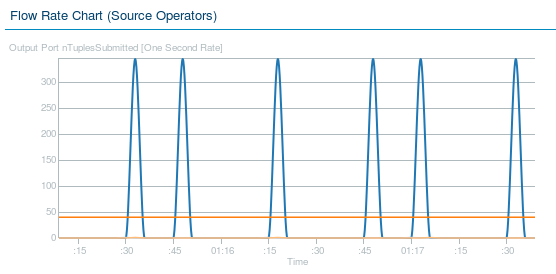 Flow Rate Chart (Source Operators)
Output Port nTuplesSubmitted [One Second Rate]
300
250
200
150
100
50
0
:15 :30 :45 01:16 :15 :30 :45 01:17 :15 :30
Time